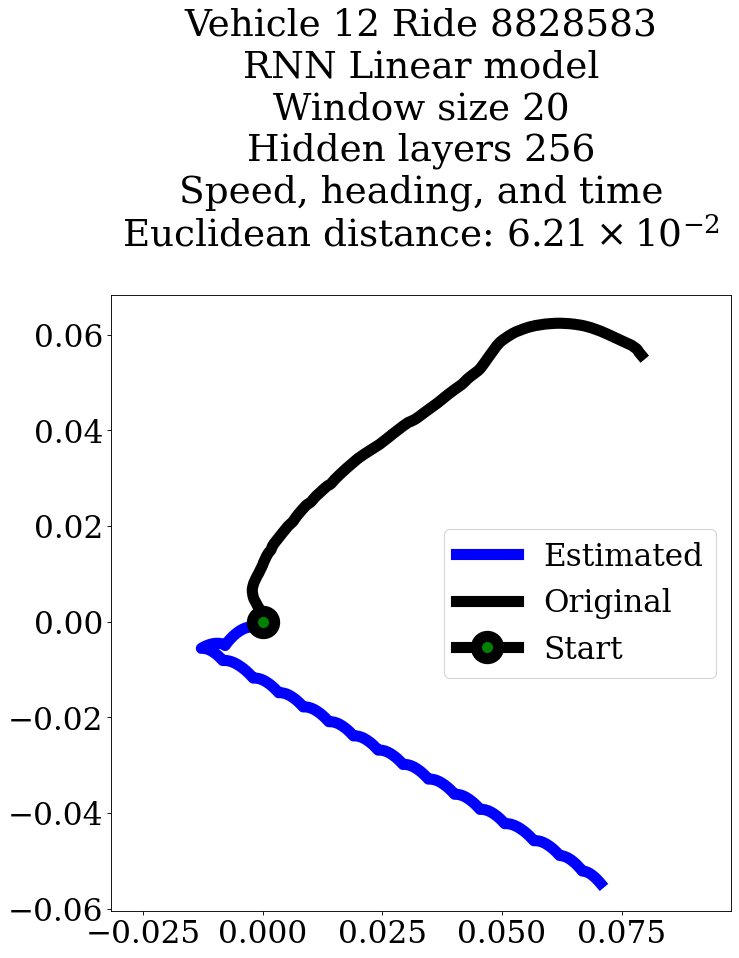 Vehicle 12 Ride 8828583
RNN Linear model
Window size 20
Hidden layers 256
Speed, heading, and time
Euclidean distance: 6.21 × 10⁻²
0.06
0.04
0.02
0.00
−0.02
−0.04
−0.06
Estimated
Original
Start
−0.025 0.000 0.025 0.050 0.075